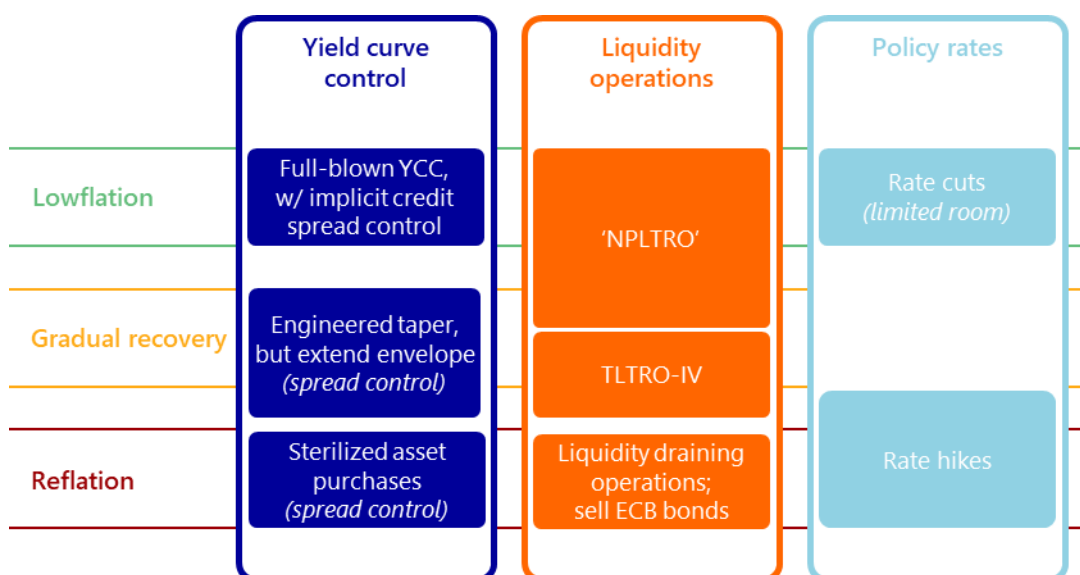 Yield curve
control
Liquidity
operations
Policy rates
Lowflation
Full-blown YCC,
w/ implicit credit
spread control
‘NPLTRO’
Rate cuts
(limited room)
Gradual recovery
Engineered taper,
but extend envelope
(spread control)
TLTRO-IV
Reflation
Sterilized asset
purchases
(spread control)
Liquidity draining
operations;
sell ECB bonds
Rate hikes